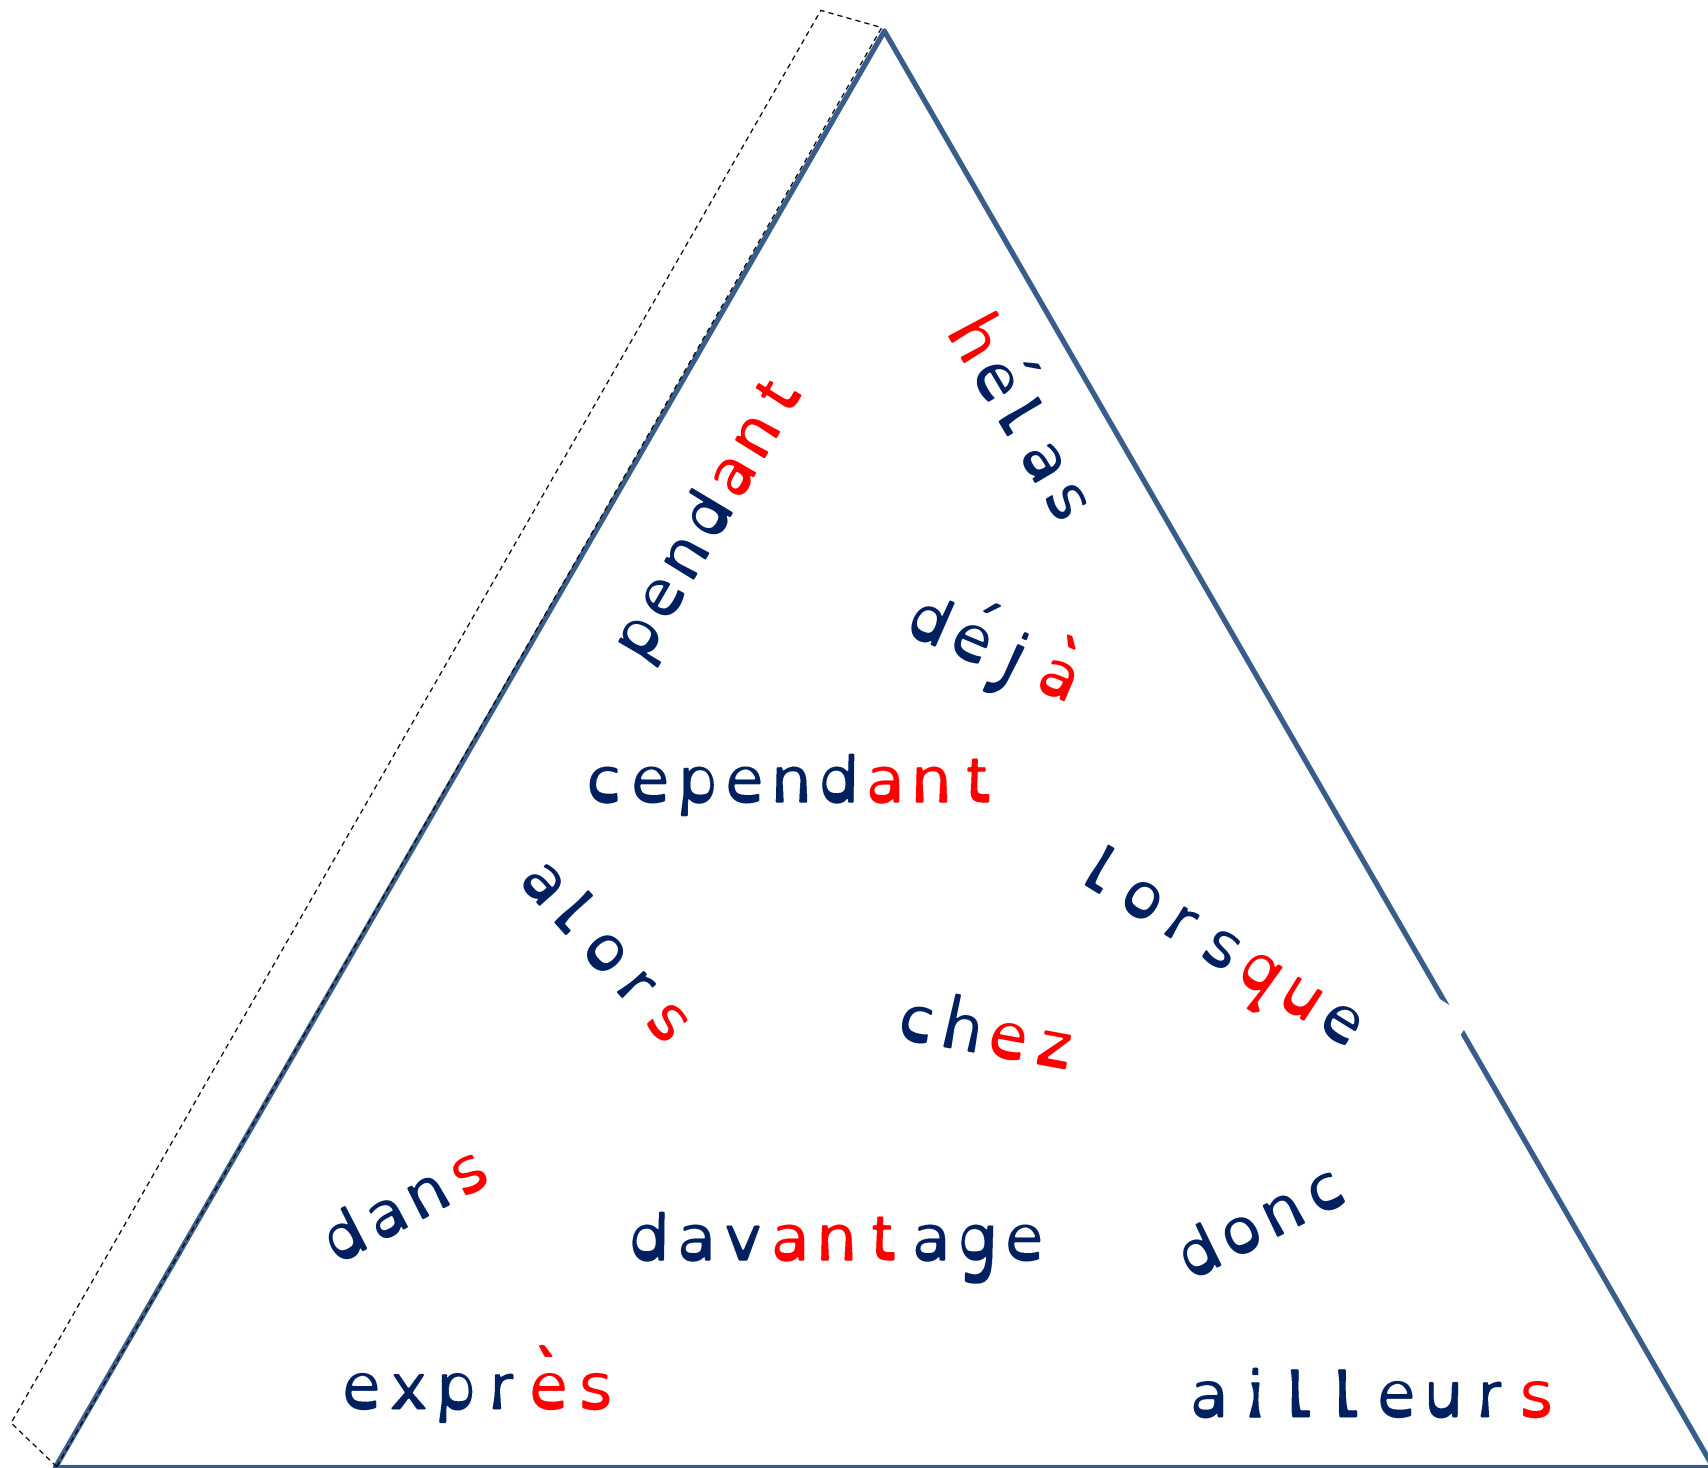 hélas
pendant
déjà
cependant
alors
lorsque
chez
dans
davantage
donc
exprès
ailleurs